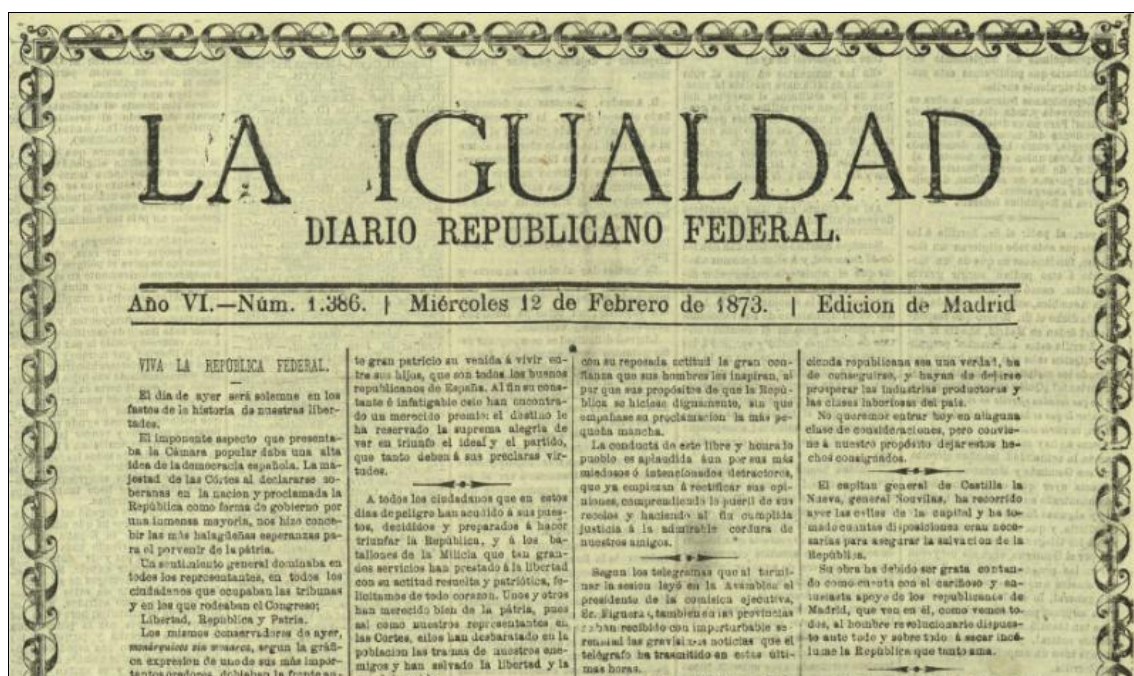 LA IGUALDAD
DIARIO REPUBLICANO FEDERAL.
Año VI.—Núm. 1.386. | Miércoles 12 de Febrero de 1873. | Edicion de Madrid
VIVA LA REPÚBLICA FEDERAL.
El dia de ayer será solemne en los
fastos de la historia de nuestras liber-
tades.
El imponente aspecto que presenta-
ba la Cámara popular daba una alta
idea de la democracia española. La ma-
jestad de las Córtes al declararse so-
beranas en la nacion y proclamada la
República como forma de gobierno por
una inmensa mayoría, nos hizo conce-
bir las más halagüeñas esperanzas pa-
ra el porvenir de la pátria.
Un sentimiento general dominaba en
todos los representantes, en todos los
ciudadanos que ocupaban las tribunas
y en los que rodeaban el Congreso;
Libertad, República y Patria.
Los mismos conservadores de ayer,
monárquicos sin monarca, segun la gráfi-
ca expresion de uno de sus más impor-
tantes oradores, doblaban la frente an-
te gran patricio su venida á vivir en-
tre sus hijos, que son todos los buenos
republicanos de España. Al fin su cons-
tante é infatigable celo han encontra-
do un merecido premio: el destino le
ha reservado la suprema alegría de
ver en triunfo el ideal y el partido,
que tanto deben á sus preclaras vir-
tudes.
A todos los ciudadanos que en estos
dias de peligro han acudido á sus pues-
tos, decididos y preparados á hacer
triunfar la República, y á los ba-
tallones de la Milicia que tan gran-
des servicios han prestado á la libertad
con su actitud resuelta y patriótica, fe-
licitamos de todo corazon. Unos y otros
han merecido bien de la pátria, pues
así como nuestros representantes en
las Cortes, ellos han desbaratado en la
poblacion las tramas de nuestros ene-
migos y han salvado la libertad y la
con su reposada actitud la gran con-
fianza que sus hombres les inspiran, al
par que sus propósitos de que la Repú-
blica se hiciese dignamente, sin que
empañase su proclamacion la más pe-
queña mancha.
La conducta de este libre y honrado
pueblo es aplaudida áun por sus más
miedosos ó intencionados detractores,
que ya empiezan á rectificar sus opi-
niones, comprendiendo lo pueril de sus
recelos y haciendo al fin cumplida
justicia á la admirable cordura de
nuestros amigos.
Segun los telegramas que al termi-
nar la sesion leyó en la Asamblea el
presidente de la comision ejecutiva,
Sr. Figueras, tambien en las provincias
se han recibido con imperturbable se-
renidad las gravísimas noticias que el
telégrafo ha trasmitido en estas últi-
mas horas.
cienda republicana sea una verdad, ha
de conseguirse, y hayan de dejarse
prosperar las industrias productoras y
las clases laboriosas del país.
No queremos entrar hoy en ninguna
clase de consideraciones, pero convie-
ne á nuestro propósito dejar estos he-
chos consignados.
El capitan general de Castilla la
Nueva, general Nouvilas, ha recorrido
ayer las calles de la capital y ha to-
mado cuantas disposiciones eran nece-
sarias para asegurar la salvacion de la
República.
Su obra ha debido ser grata contan-
do como cuenta con el cariñoso y en-
tusiasta apoyo de los republicanos de
Madrid, que ven en él, como vemos to-
dos, al hombre revolucionario dispues-
to ante todo y sobre todo á sacar incó-
lume la República que tanto ama.